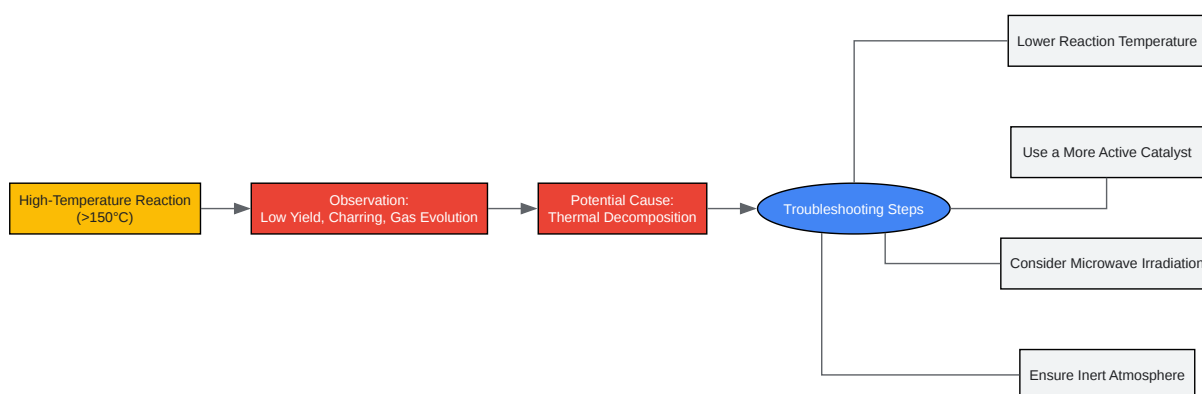 High-Temperature Reaction
(>150°C)
Observation:
Low Yield, Charring, Gas Evolution
Potential Cause:
Thermal Decomposition
Troubleshooting Steps
Lower Reaction Temperature
Use a More Active Catalyst
Consider Microwave Irradiation
Ensure Inert Atmosphere